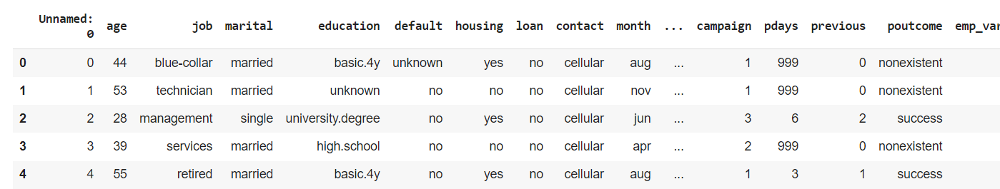 Unnamed: 0 age job marital education default housing loan contact month ... campaign pdays previous poutcome emp_var
0 0 44 blue-collar married basic.4y unknown yes no cellular aug ... 1 999 0 nonexistent
1 1 53 technician married unknown no no no cellular nov ... 1 999 0 nonexistent
2 2 28 management single university.degree no yes no cellular jun ... 3 6 2 success
3 3 39 services married high.school no no no cellular apr ... 2 999 0 nonexistent
4 4 55 retired married basic.4y no yes no cellular aug ... 1 3 1 success